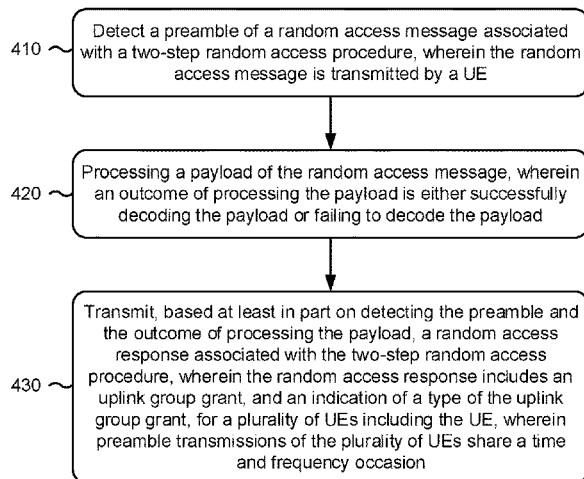 410
Detect a preamble of a random access message associated
with a two-step random access procedure, wherein the random
access message is transmitted by a UE
420
Processing a payload of the random access message, wherein
an outcome of processing the payload is either successfully
decoding the payload or failing to decode the payload
430
Transmit, based at least in part on detecting the preamble and
the outcome of processing the payload, a random access
response associated with the two-step random access
procedure, wherein the random access response includes an
uplink group grant, and an indication of a type of the uplink
group grant, for a plurality of UEs including the UE, wherein
preamble transmissions of the plurality of UEs share a time
and frequency occasion